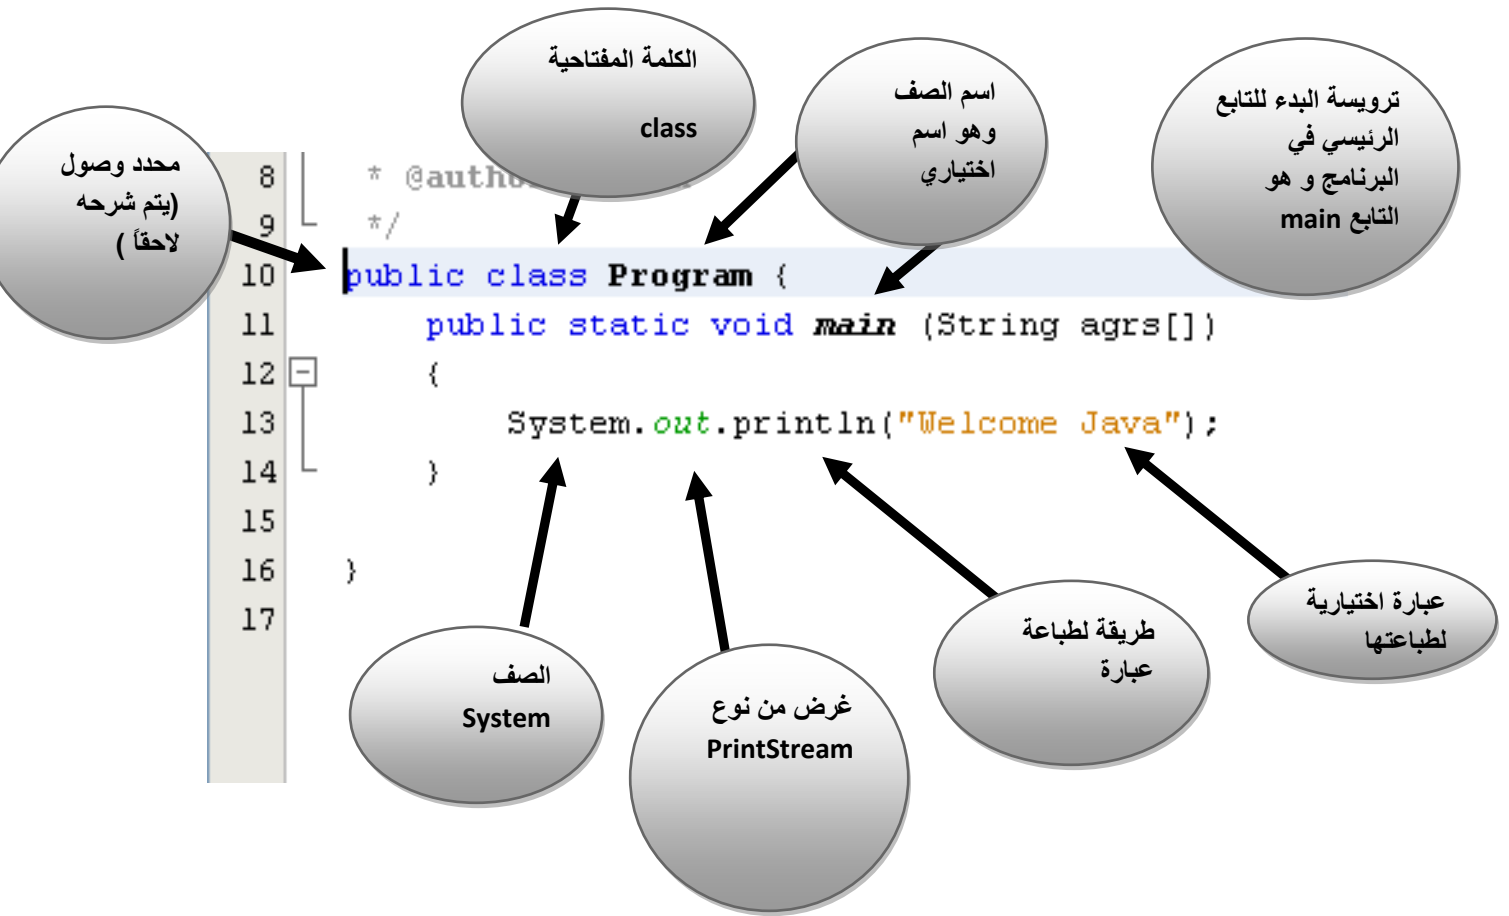 الكلمة المفتاحية
class
اسم الصف
وهو اسم
اختياري
ترويسة البدء للتابع
الرئيسي في
البرنامج و هو
التابع main
محدد وصول
(يتم شرحه
لاحقاً )
8 * @autho
9 */
10 public class Program {
11 public static void main (String agrs[])
12 {
13 System.out.println("Welcome Java");
14 }
15
16 }
17
عبارة اختيارية
لطباعتها
طريقة لطباعة
عبارة
غرض من نوع
PrintStream
الصف
System